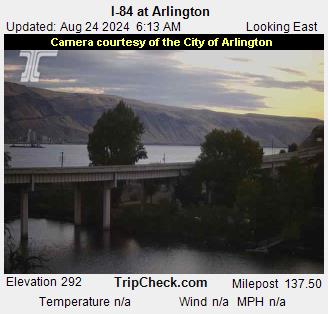 I-84 at Arlington
Updated: Aug 24 2024 6:13 AM Looking East
Camera courtesy of the City of Arlington
Elevation 292 TripCheck.com Milepost 137.50
Temperature n/a Wind n/a MPH n/a